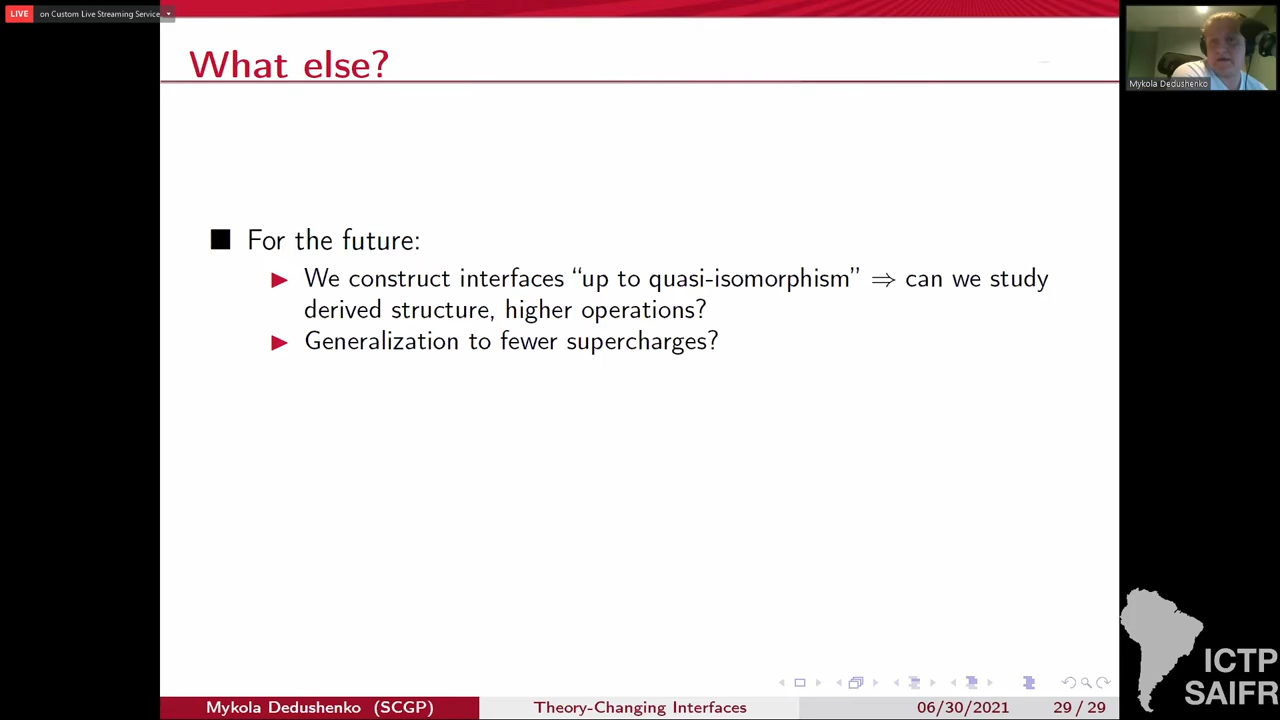 LIVE on Custom Live Streaming Service
What else?
Mykola Dedushenko
■ For the future:
▶ We construct interfaces “up to quasi-isomorphism” ⇒ can we study
derived structure, higher operations?
▶ Generalization to fewer supercharges?
ICTP
SAIFR
Mykola Dedushenko (SCGP) Theory-Changing Interfaces 06/30/2021 29 / 29